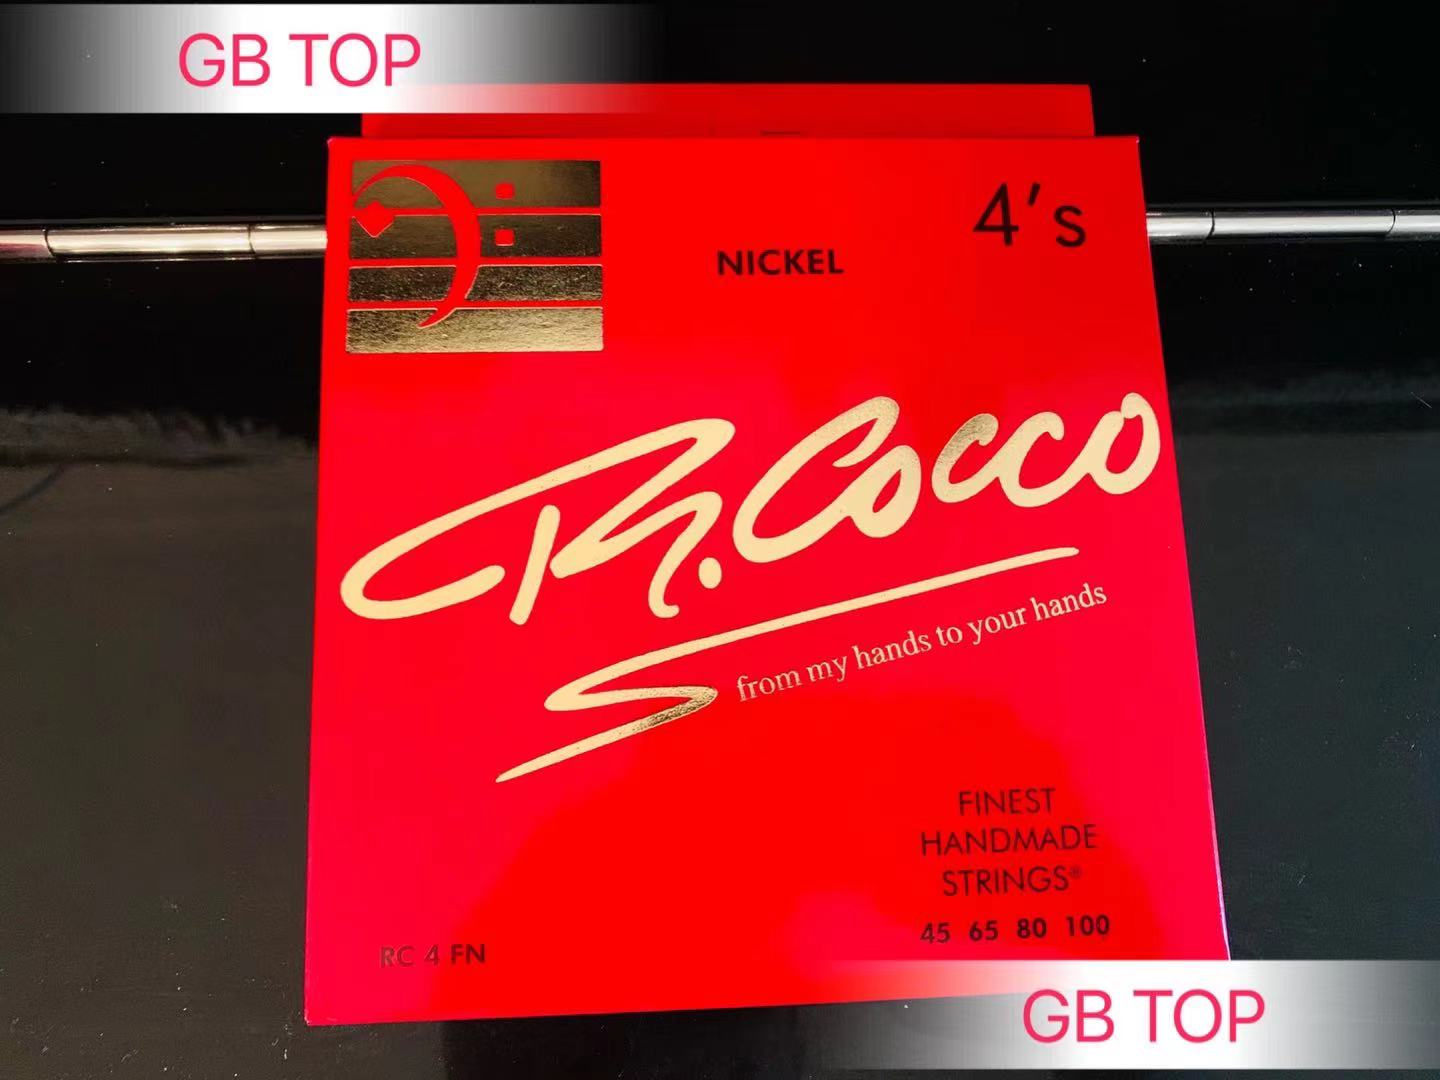 GB TOP
4's
NICKEL
R. Cocco
from my hands to your hands
FINEST
HANDMADE
STRINGS®
45 65 80 100
RC 4 FN
GB TOP